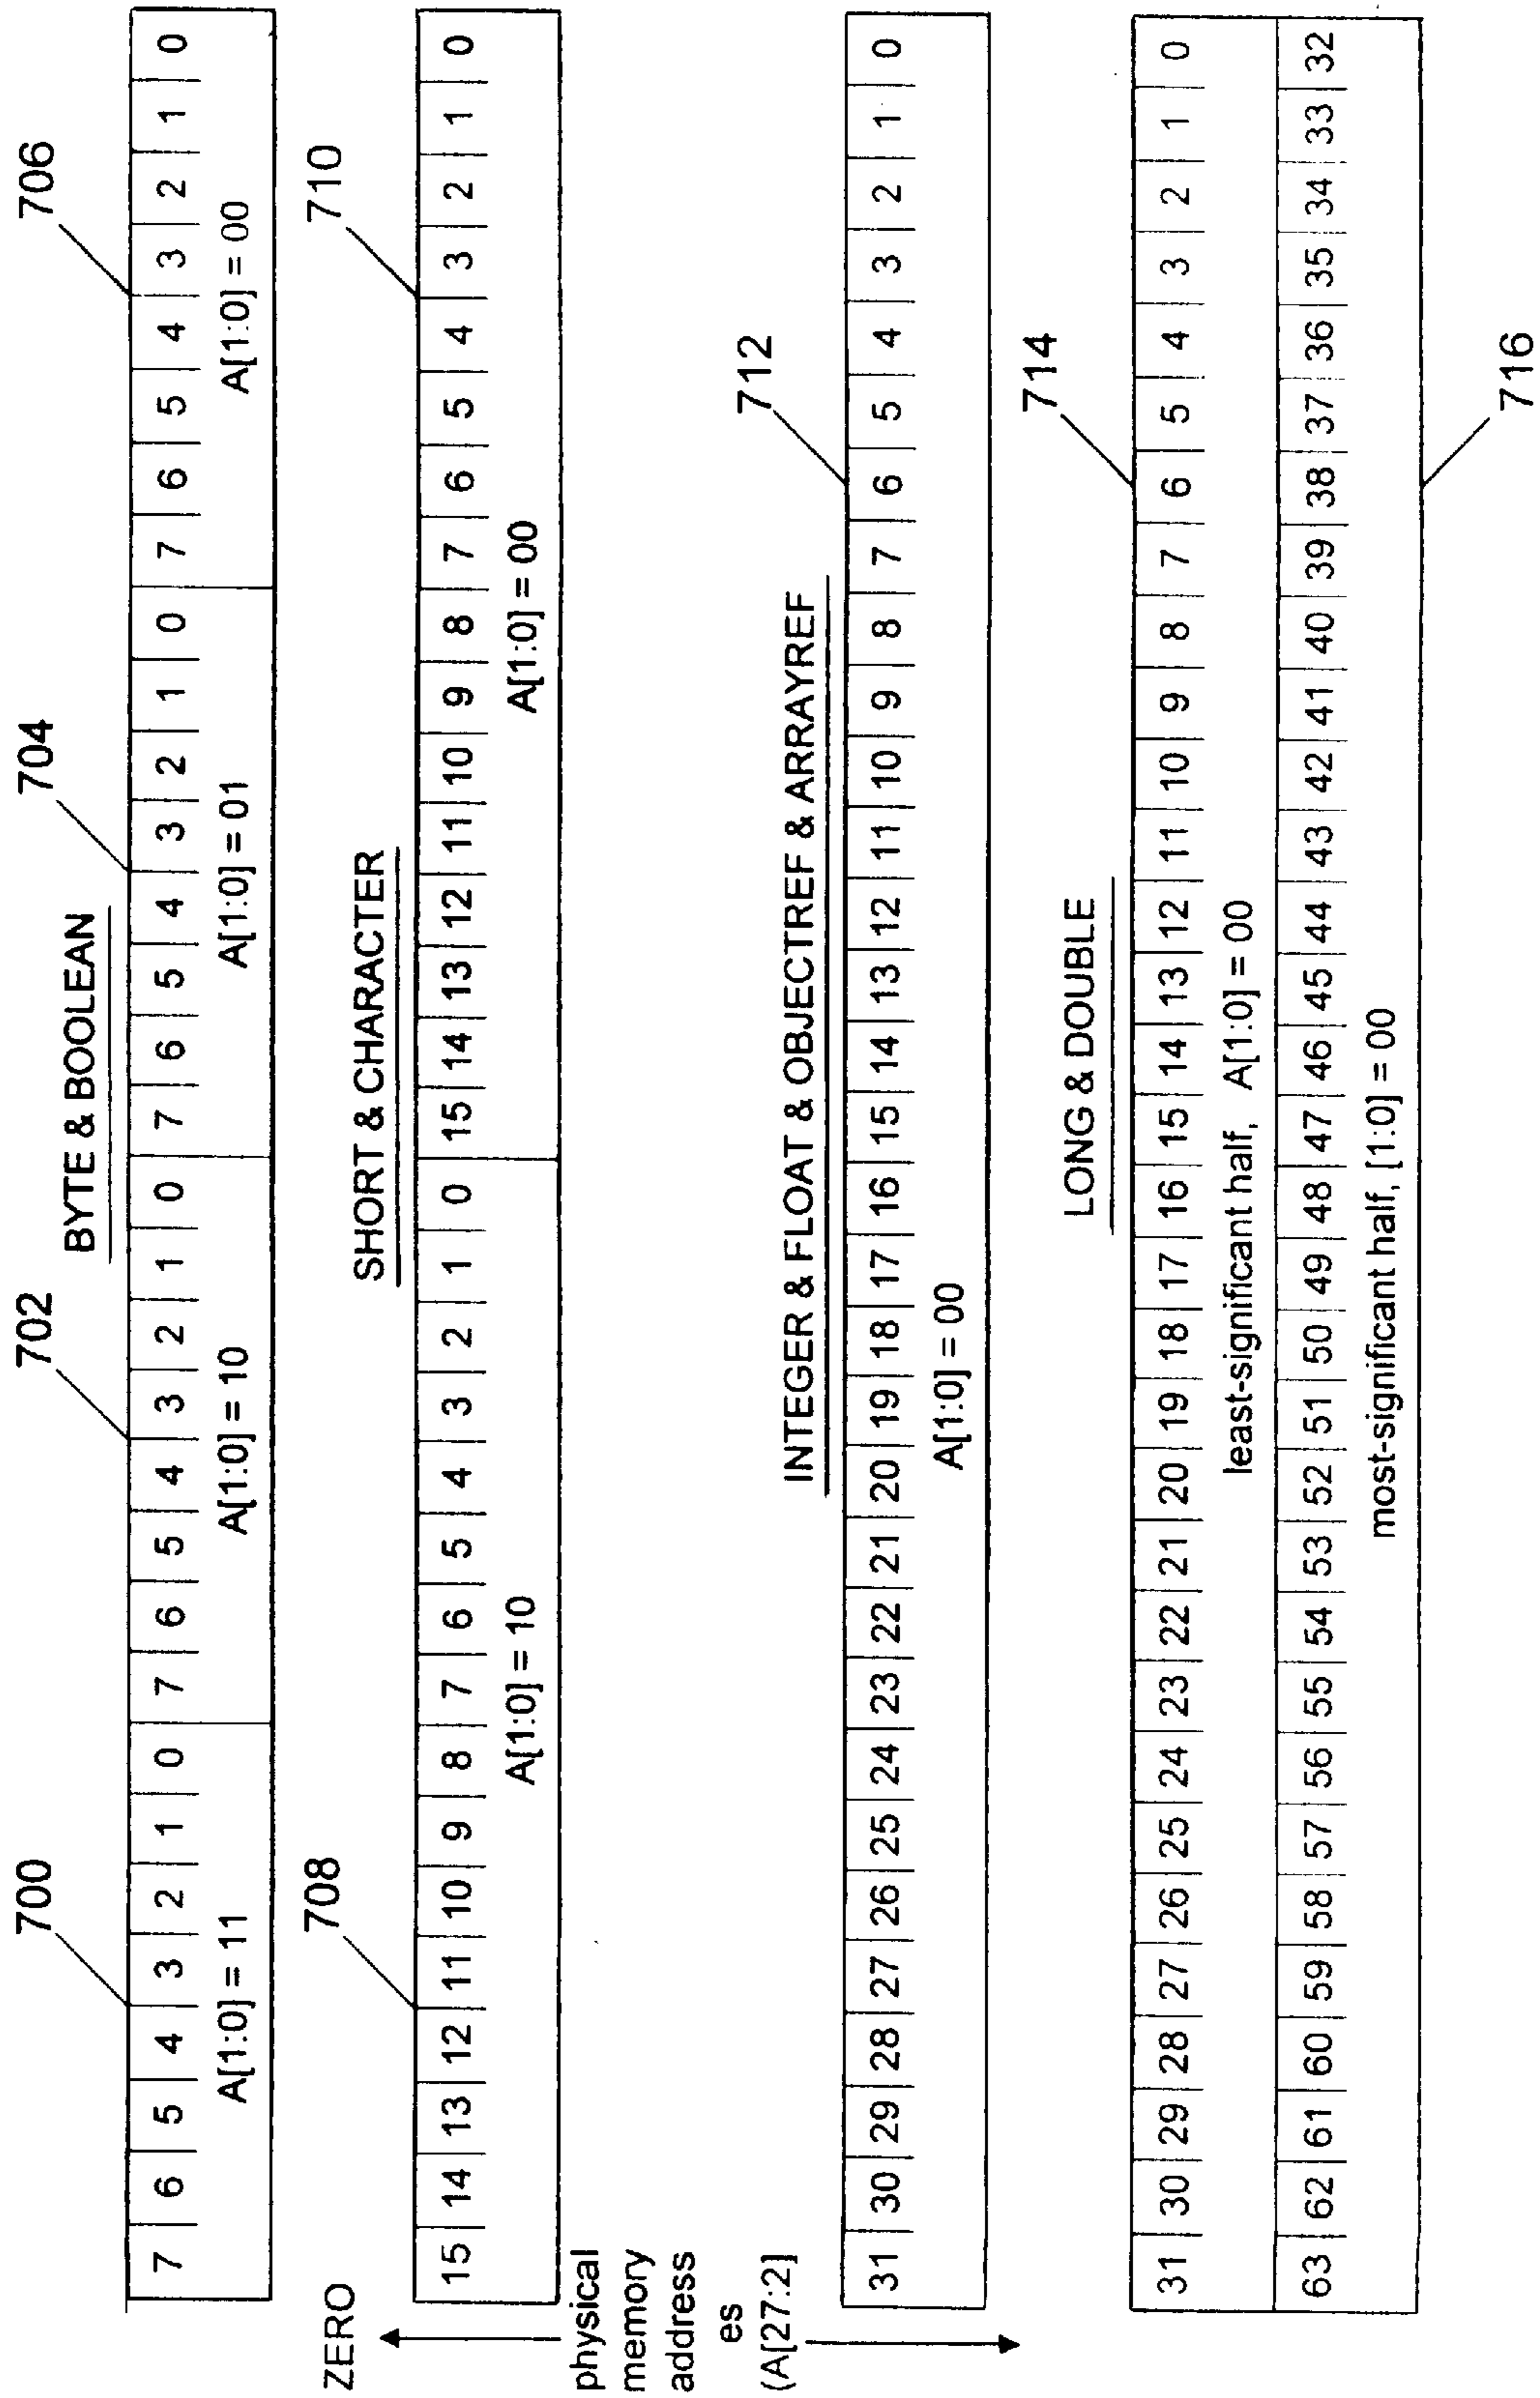 700 702 704 706
BYTE & BOOLEAN
7 6 5 4 3 2 1 0 7 6 5 4 3 2 1 0 7 6 5 4 3 2 1 0 7 6 5 4 3 2 1 0
A[1:0] = 11 A[1:0] = 10 A[1:0] = 01 A[1:0] = 00
708 710
ZERO
SHORT & CHARACTER
15 14 13 12 11 10 9 8 7 6 5 4 3 2 1 0 15 14 13 12 11 10 9 8 7 6 5 4 3 2 1 0
A[1:0] = 10 A[1:0] = 00
physical
memory
address
es
(A[27:2]
712
INTEGER & FLOAT & OBJECTREF & ARRAYREF
31 30 29 28 27 26 25 24 23 22 21 20 19 18 17 16 15 14 13 12 11 10 9 8 7 6 5 4 3 2 1 0
A[1:0] = 00
714
LONG & DOUBLE
31 30 29 28 27 26 25 24 23 22 21 20 19 18 17 16 15 14 13 12 11 10 9 8 7 6 5 4 3 2 1 0
least-significant half, A[1:0] = 00
63 62 61 60 59 58 57 56 55 54 53 52 51 50 49 48 47 46 45 44 43 42 41 40 39 38 37 36 35 34 33 32
most-significant half, [1:0] = 00
716